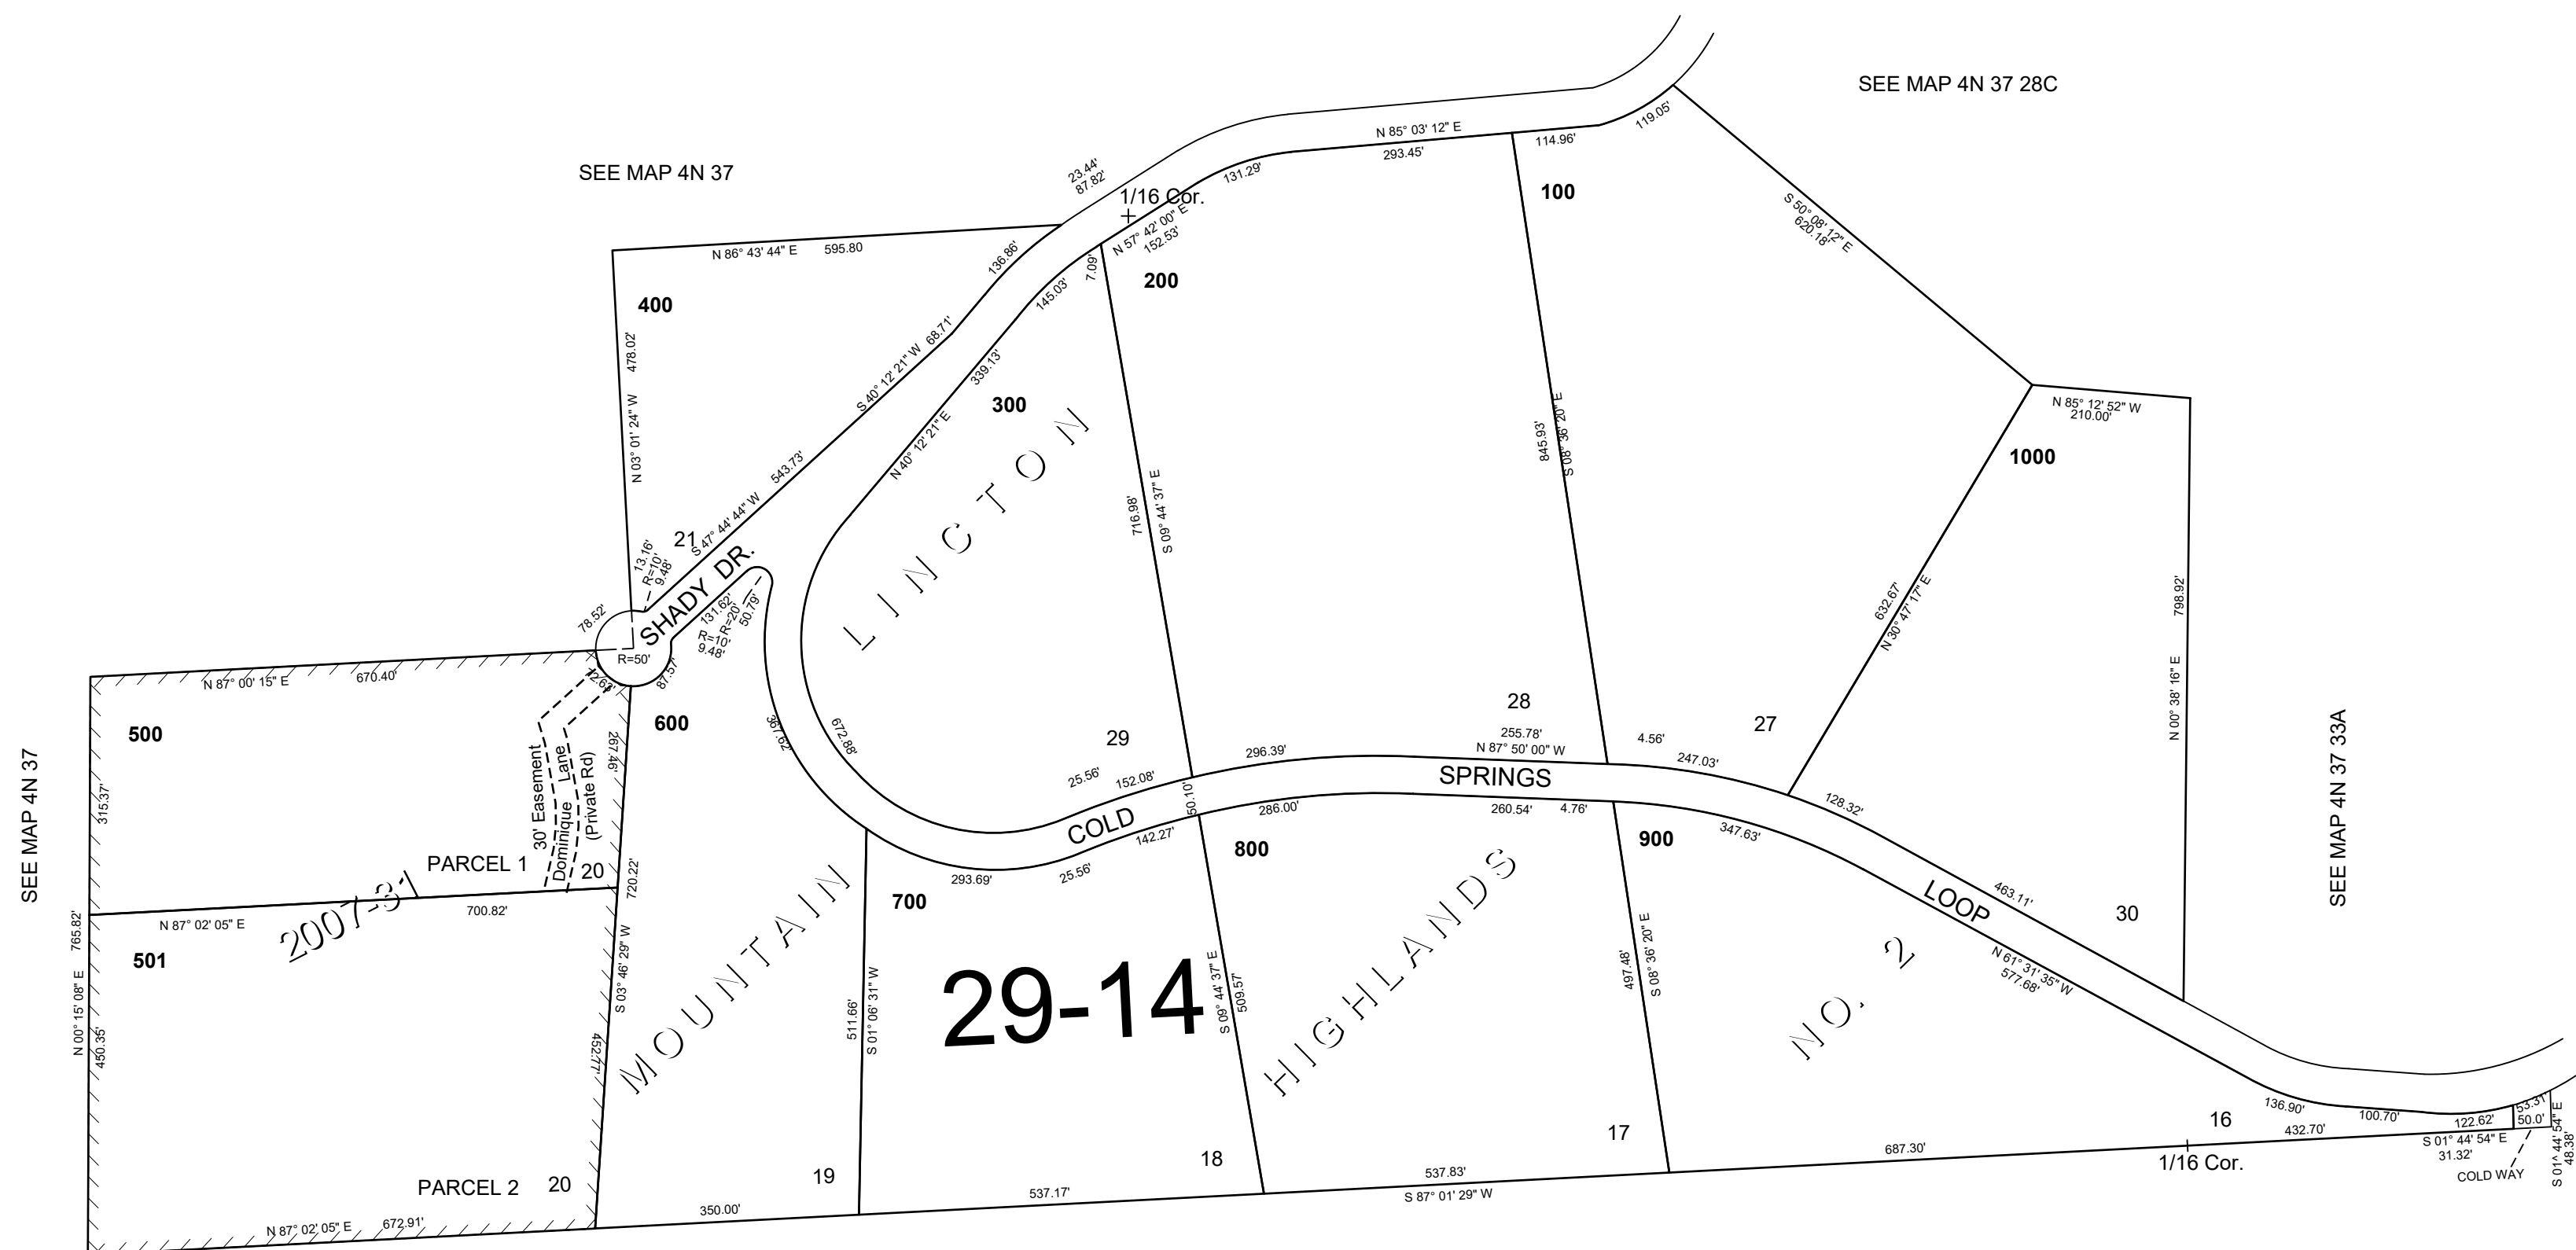 SEE MAP 4N 37 28C
SEE MAP 4N 37
N 85° 03' 12" E
293.45'
114.96'
119.05'
23.44'
87.82'
1/16 Cor.
131.29'
N 57° 42' 00" E
152.53'
7.09'
100
200
S 50° 08' 12" E
620.18'
N 86° 43' 44" E 595.80
136.86'
145.03'
400
478.02'
N 03° 01' 24" W
68.71'
S 40° 12' 21" W
339.13'
N 40° 12' 21" E
300
LINCTON
543.73'
S 47° 44' 44" W
845.93'
S 08° 36' 20" E
716.98'
S 09° 44' 37" E
N 85° 12' 52" W
210.00'
1000
632.67'
N 30° 47' 17" E
798.92'
N 00° 38' 16" E
SEE MAP 4N 37 33A
21
13.16'
R=10'
9.48'
SHADY DR.
78.52'
131.62'
R=20'
50.79'
R=10'
9.48'
R=50'
72.63'
87.57'
N 87° 00' 15" E
670.40'
500
600
367.62'
672.88'
SEE MAP 4N 37
315.37'
30' Easement
Dominique Lane
(Private Rd)
267.46'
PARCEL 1
20
720.22'
2007-31
N 87° 02' 05" E
700.82'
501
765.82'
N 00° 15' 08" E
450.35'
S 03° 46' 29" W
452.77'
PARCEL 2
20
N 87° 02' 05" E
672.91'
28
27
29
255.78'
N 87° 50' 00" W
4.56'
247.03'
296.39'
25.56'
152.08'
50.10'
COLD
SPRINGS
LOOP
286.00'
260.54'
4.76'
142.27'
25.56'
293.69'
128.32'
347.63'
463.11'
30
N 61° 31' 35" W
577.68'
700
800
900
MOUNTAIN
HIGHLANDS
NO. 2
29-14
511.66'
S 01° 06' 31" W
S 09° 44' 37" E
509.57'
497.48'
S 08° 36' 20" E
19
18
17
16
350.00'
537.17'
537.83'
S 87° 01' 29" W
687.30'
1/16 Cor.
136.90'
100.70'
432.70'
122.62'
53.31'
50.0'
S 01° 44' 54" E
31.32'
COLD WAY
S 01^ 44' 54" E
48.38'